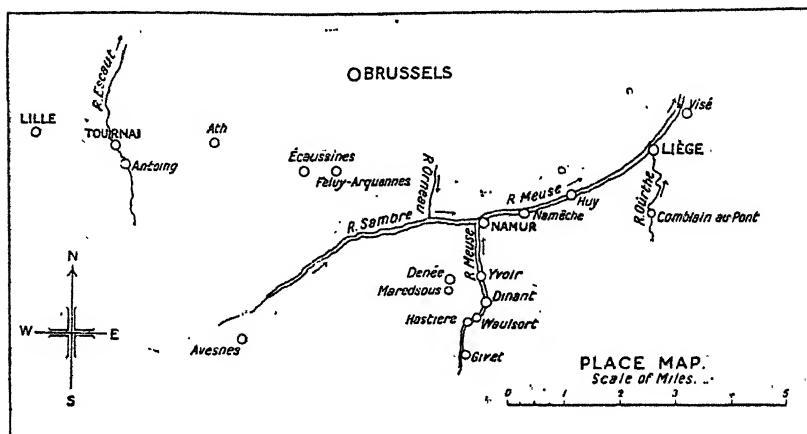 BRUSSELS
R. Escaut
LILLE
TOURNAI
Antoing
Ath
Écaussines
Feluy-Arquennes
R. Orneau
Visé
LIÈGE
R. Meuse
Huy
Namêche
NAMUR
R. Ourthe
Comblain au Pont
R. Sambre
R. Meuse
Denée
Maredsous
Yvoir
Dinant
Hastière
Waulsort
Givet
Avesnes
N
W E
S
PLACE MAP.
Scale of Miles.
0 1 2 3 4 5